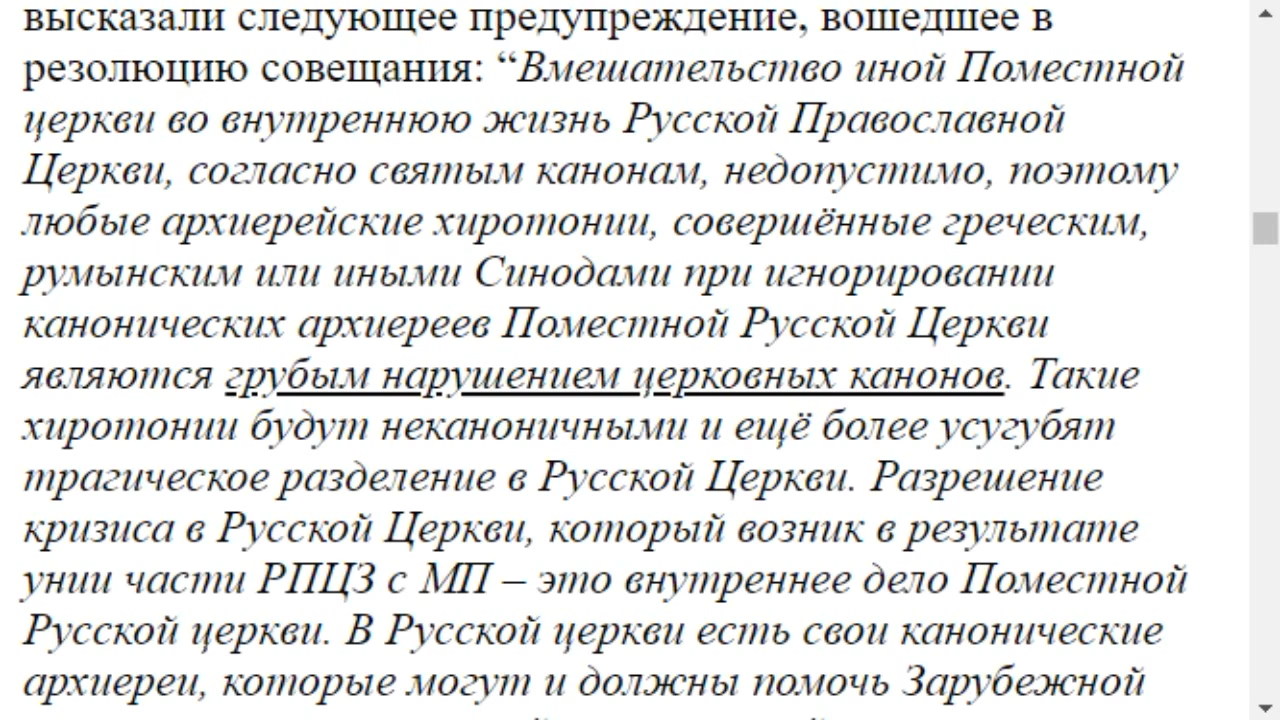 высказали следующее предупреждение, вошедшее в
резолюцию совещания: “Вмешательство иной Поместной
церкви во внутреннюю жизнь Русской Православной
Церкви, согласно святым канонам, недопустимо, поэтому
любые архиерейские хиротонии, совершённые греческим,
румынским или иными Синодами при игнорировании
канонических архиереев Поместной Русской Церкви
являются грубым нарушением церковных канонов. Такие
хиротонии будут неканоничными и ещё более усугубят
трагическое разделение в Русской Церкви. Разрешение
кризиса в Русской Церкви, который возник в результате
унии части РПЦЗ с МП – это внутреннее дело Поместной
Русской церкви. В Русской церкви есть свои канонические
архиереи, которые могут и должны помочь Зарубежной